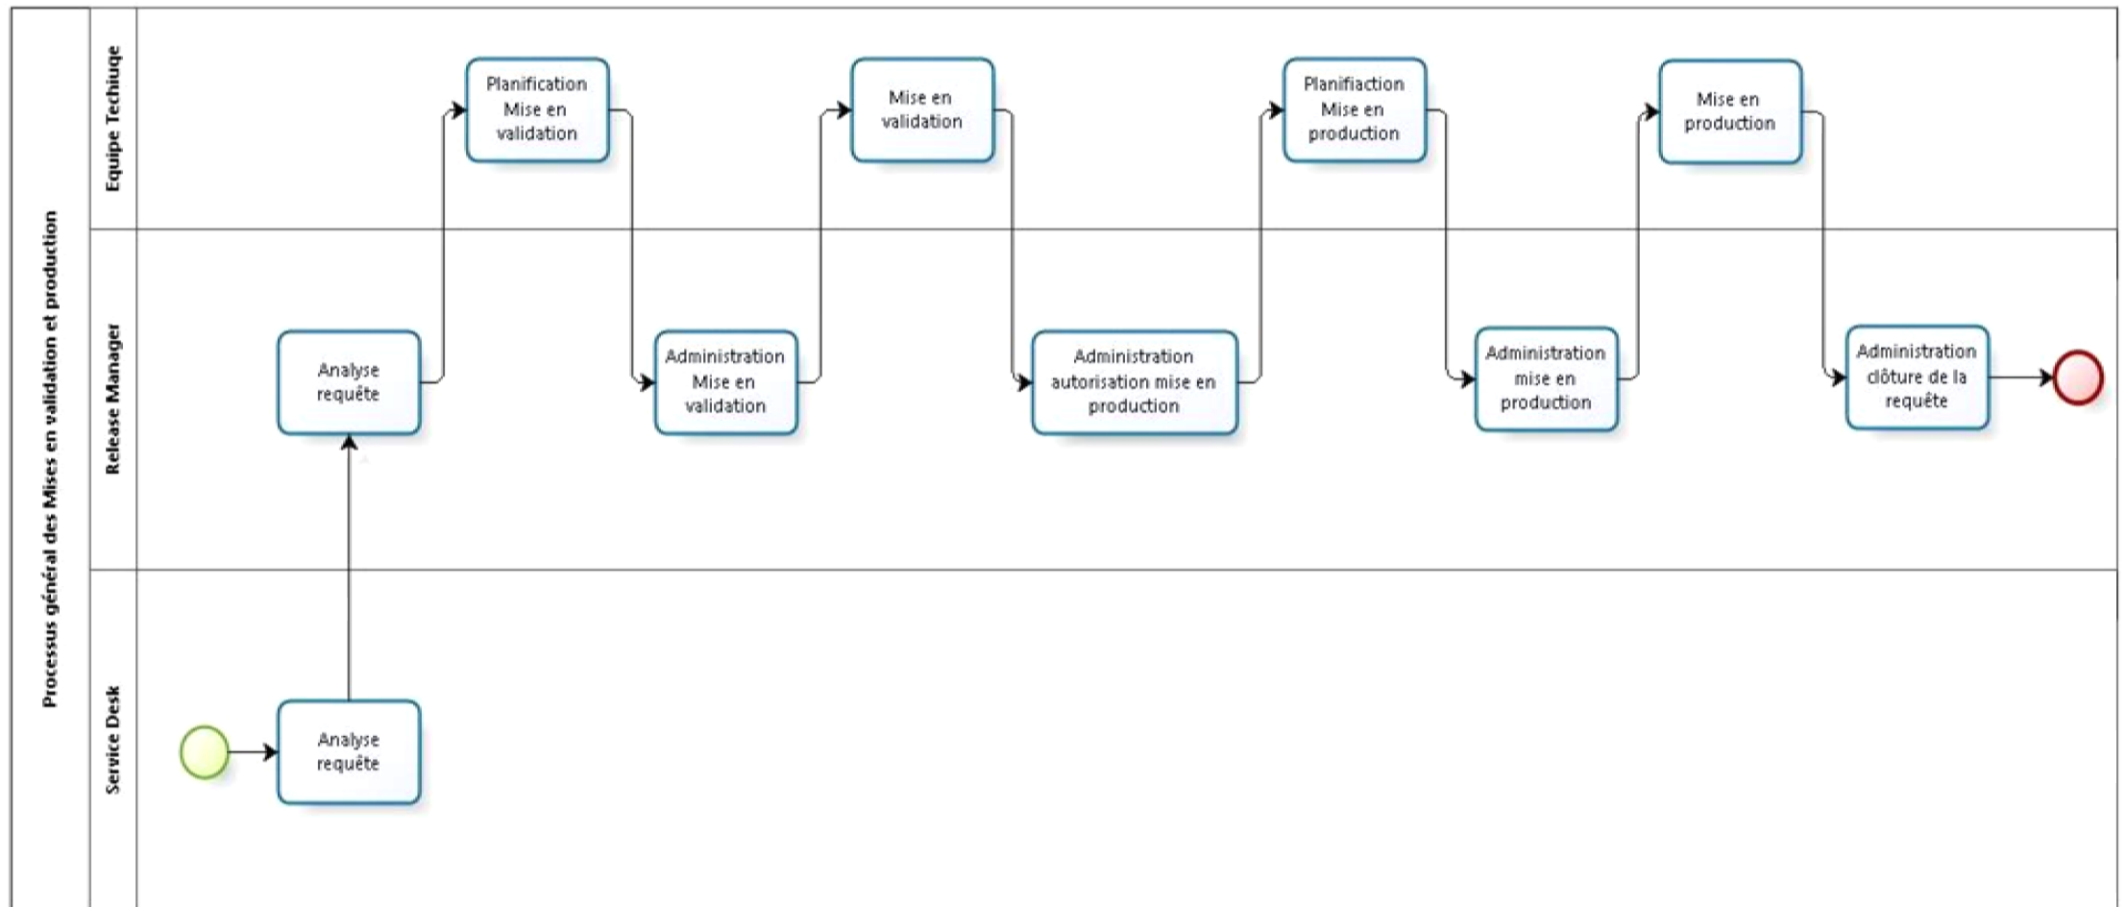 Processus général des Mises en validation et production
Equipe Techiuqe
Planification
Mise en
validation
Mise en
validation
Planifiaction
Mise en
production
Mise en
production
Release Manager
Analyse
requête
Administration
Mise en
validation
Administration
autorisation mise en
production
Administration
mise en
production
Administration
clôture de la
requête
Service Desk
Analyse
requête